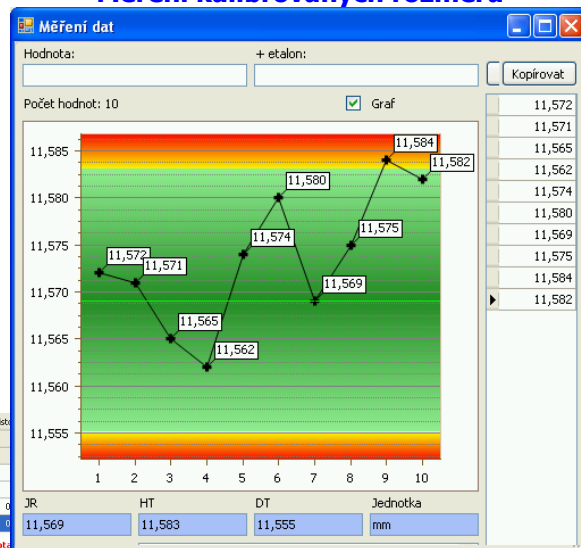 Měření kalibrovaných rozměrů
Měření dat
Hodnota:
+ etalon:
Kopírovat
Počet hodnot: 10
Graf
11,572
11,571
11,565
11,562
11,574
11,580
11,569
11,575
11,584
11,582
11,585
11,580
11,575
11,570
11,565
11,560
11,555
11,572
11,571
11,565
11,562
11,574
11,580
11,569
11,575
11,584
11,582
1 2 3 4 5 6 7 8 9 10
JR
HT
DT
Jednotka
11,569
11,583
11,555
mm